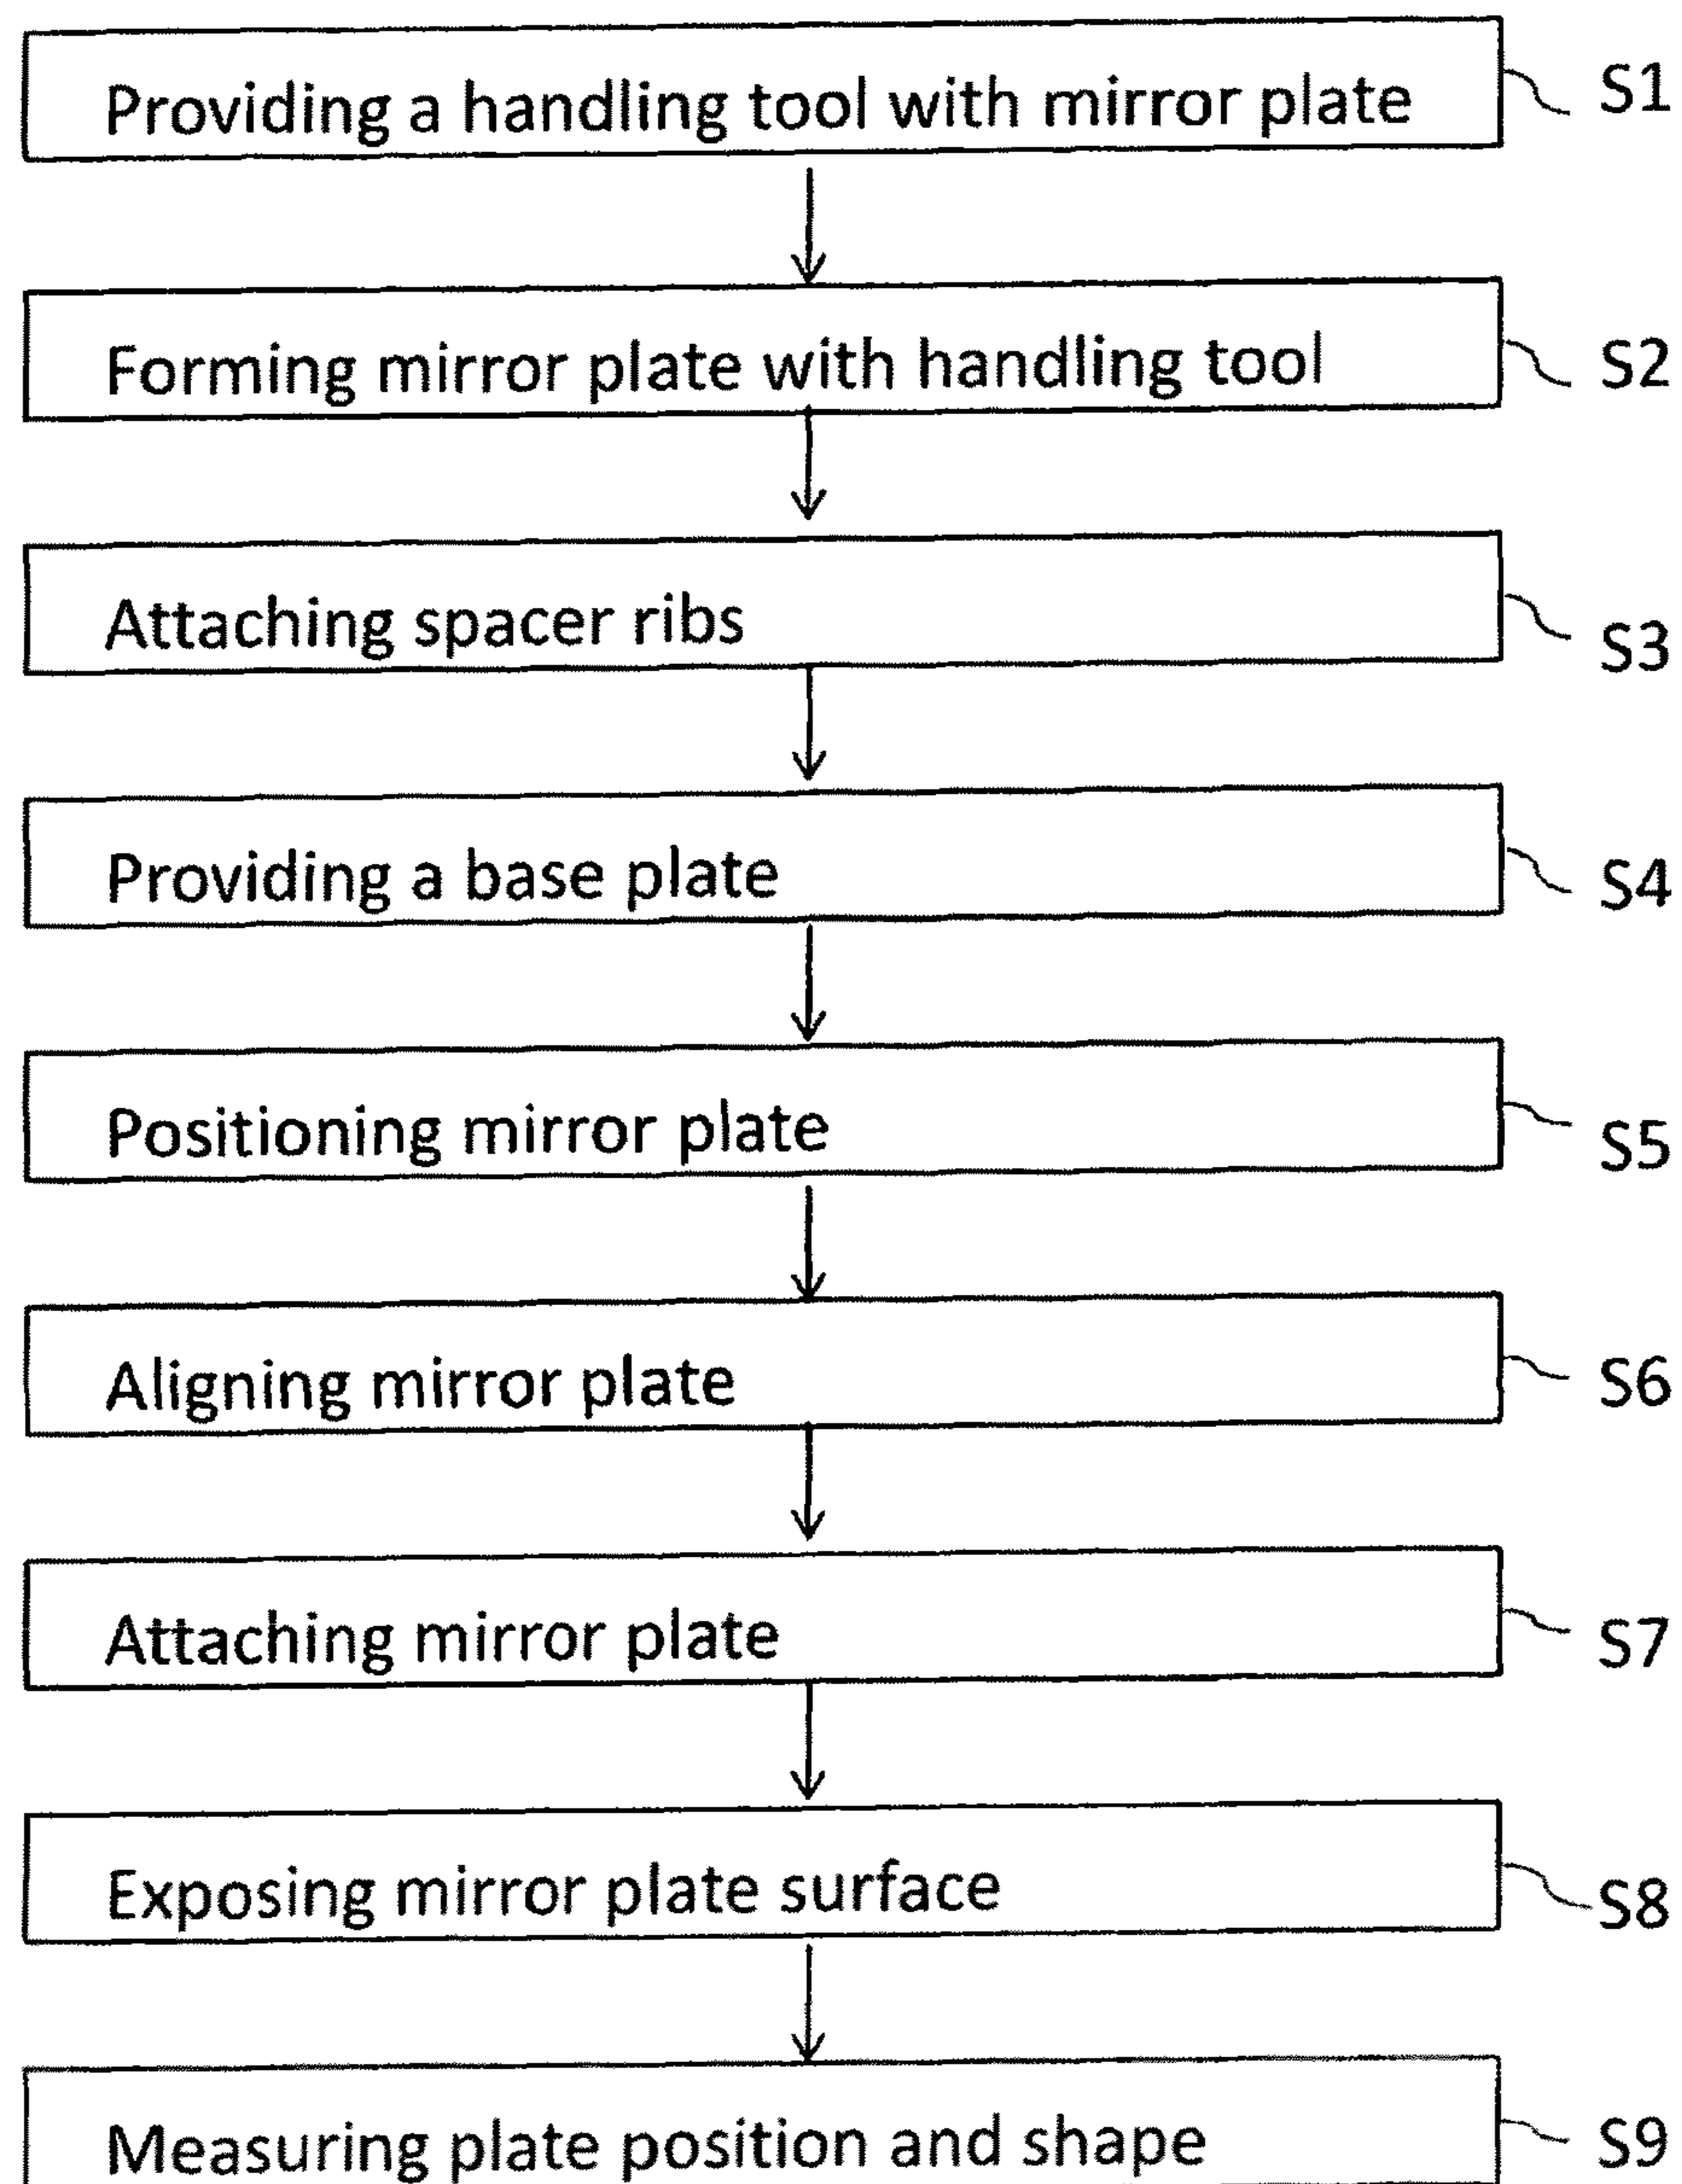 Providing a handling tool with mirror plate S1
Forming mirror plate with handling tool S2
Attaching spacer ribs S3
Providing a base plate S4
Positioning mirror plate S5
Aligning mirror plate S6
Attaching mirror plate S7
Exposing mirror plate surface S8
Measuring plate position and shape S9